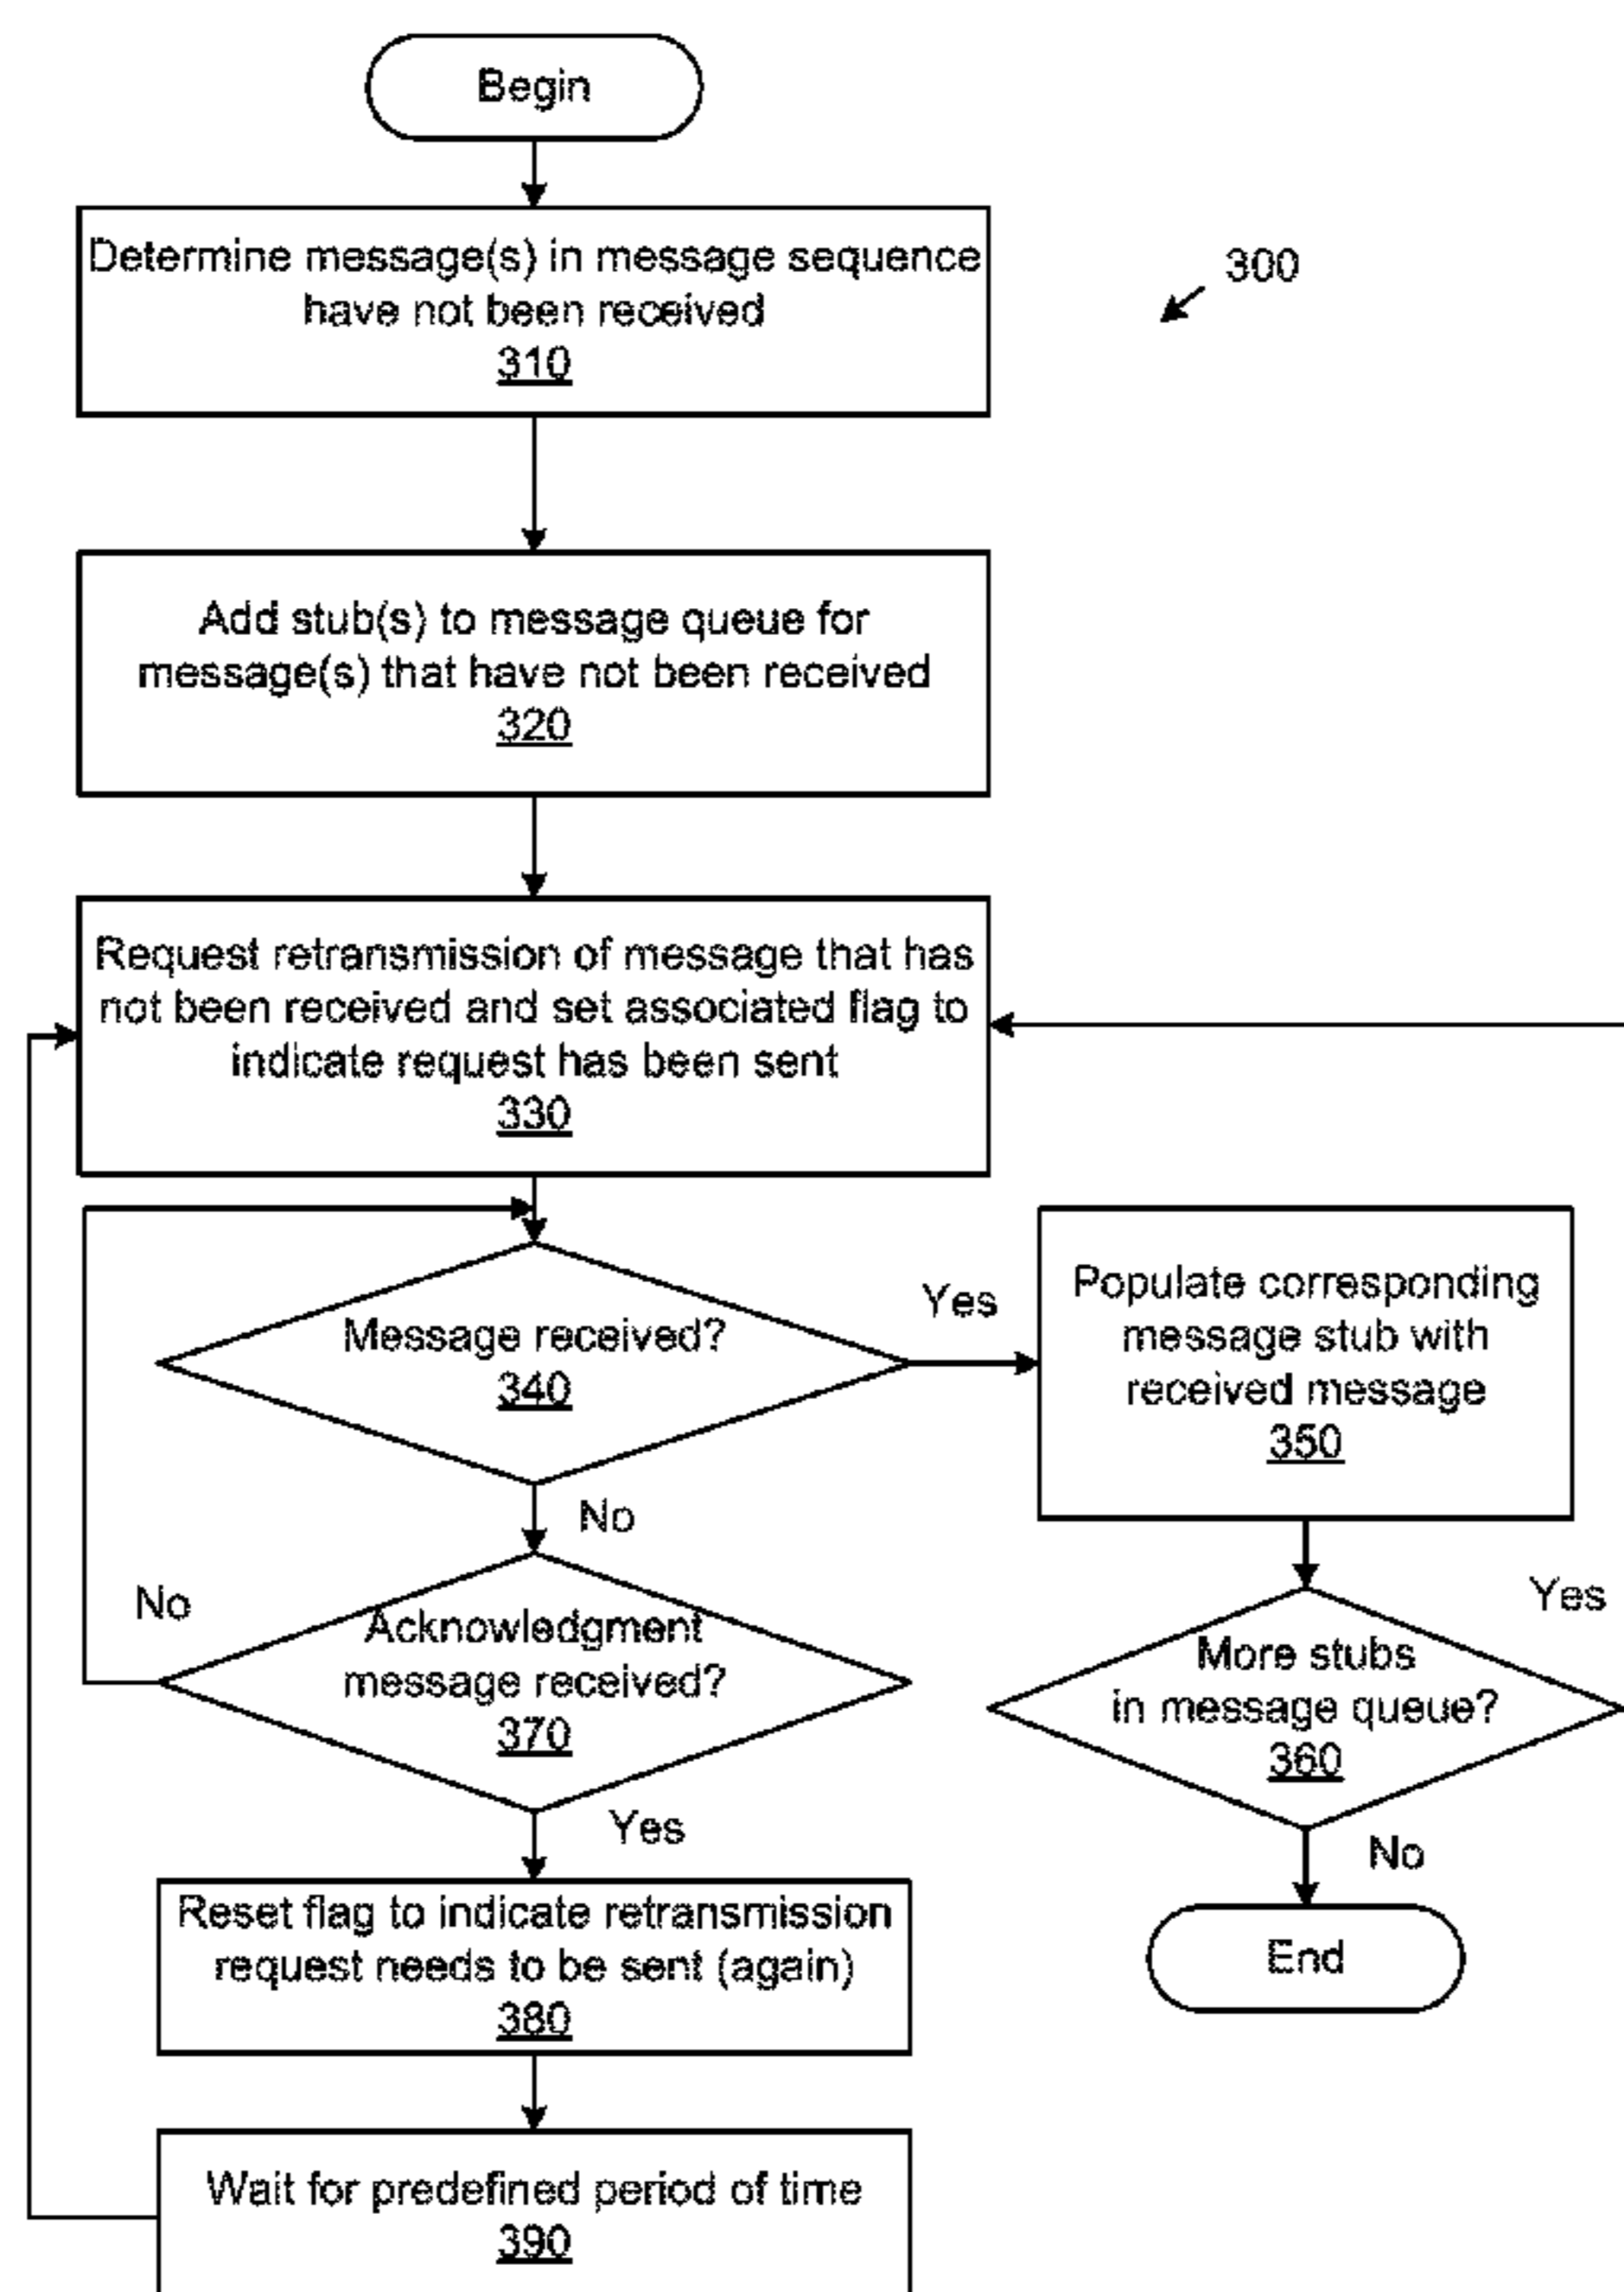 Begin
Determine message(s) in message sequence
have not been received
310
300
Add stub(s) to message queue for
message(s) that have not been received
320
Request retransmission of message that has
not been received and set associated flag to
indicate request has been sent
330
Message received?
340
Yes
Populate corresponding
message stub with
received message
350
No
No
Acknowledgment
message received?
370
Yes
More stubs
in message queue?
360
Yes
No
Reset flag to indicate retransmission
request needs to be sent (again)
380
End
Wait for predefined period of time
390